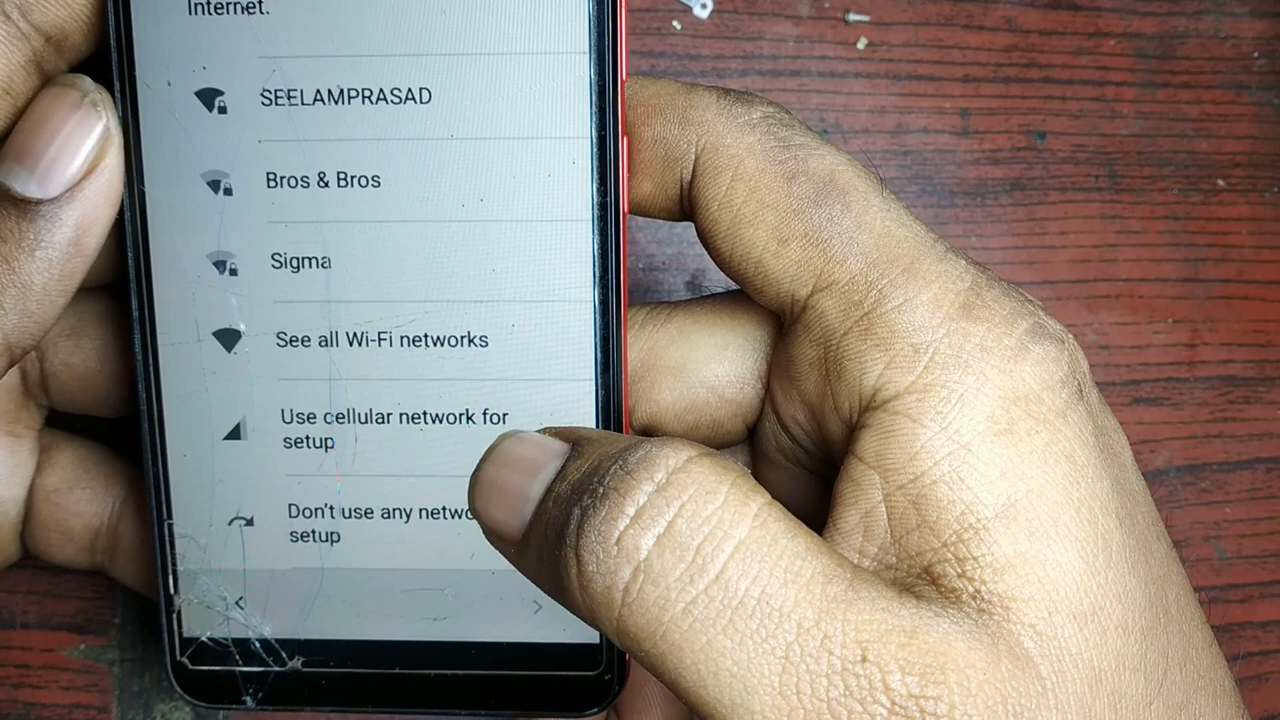 Internet.
SEELAMPRASAD
Bros & Bros
Sigma
See all Wi-Fi networks
Use cellular network for
setup
Don't use any
setup